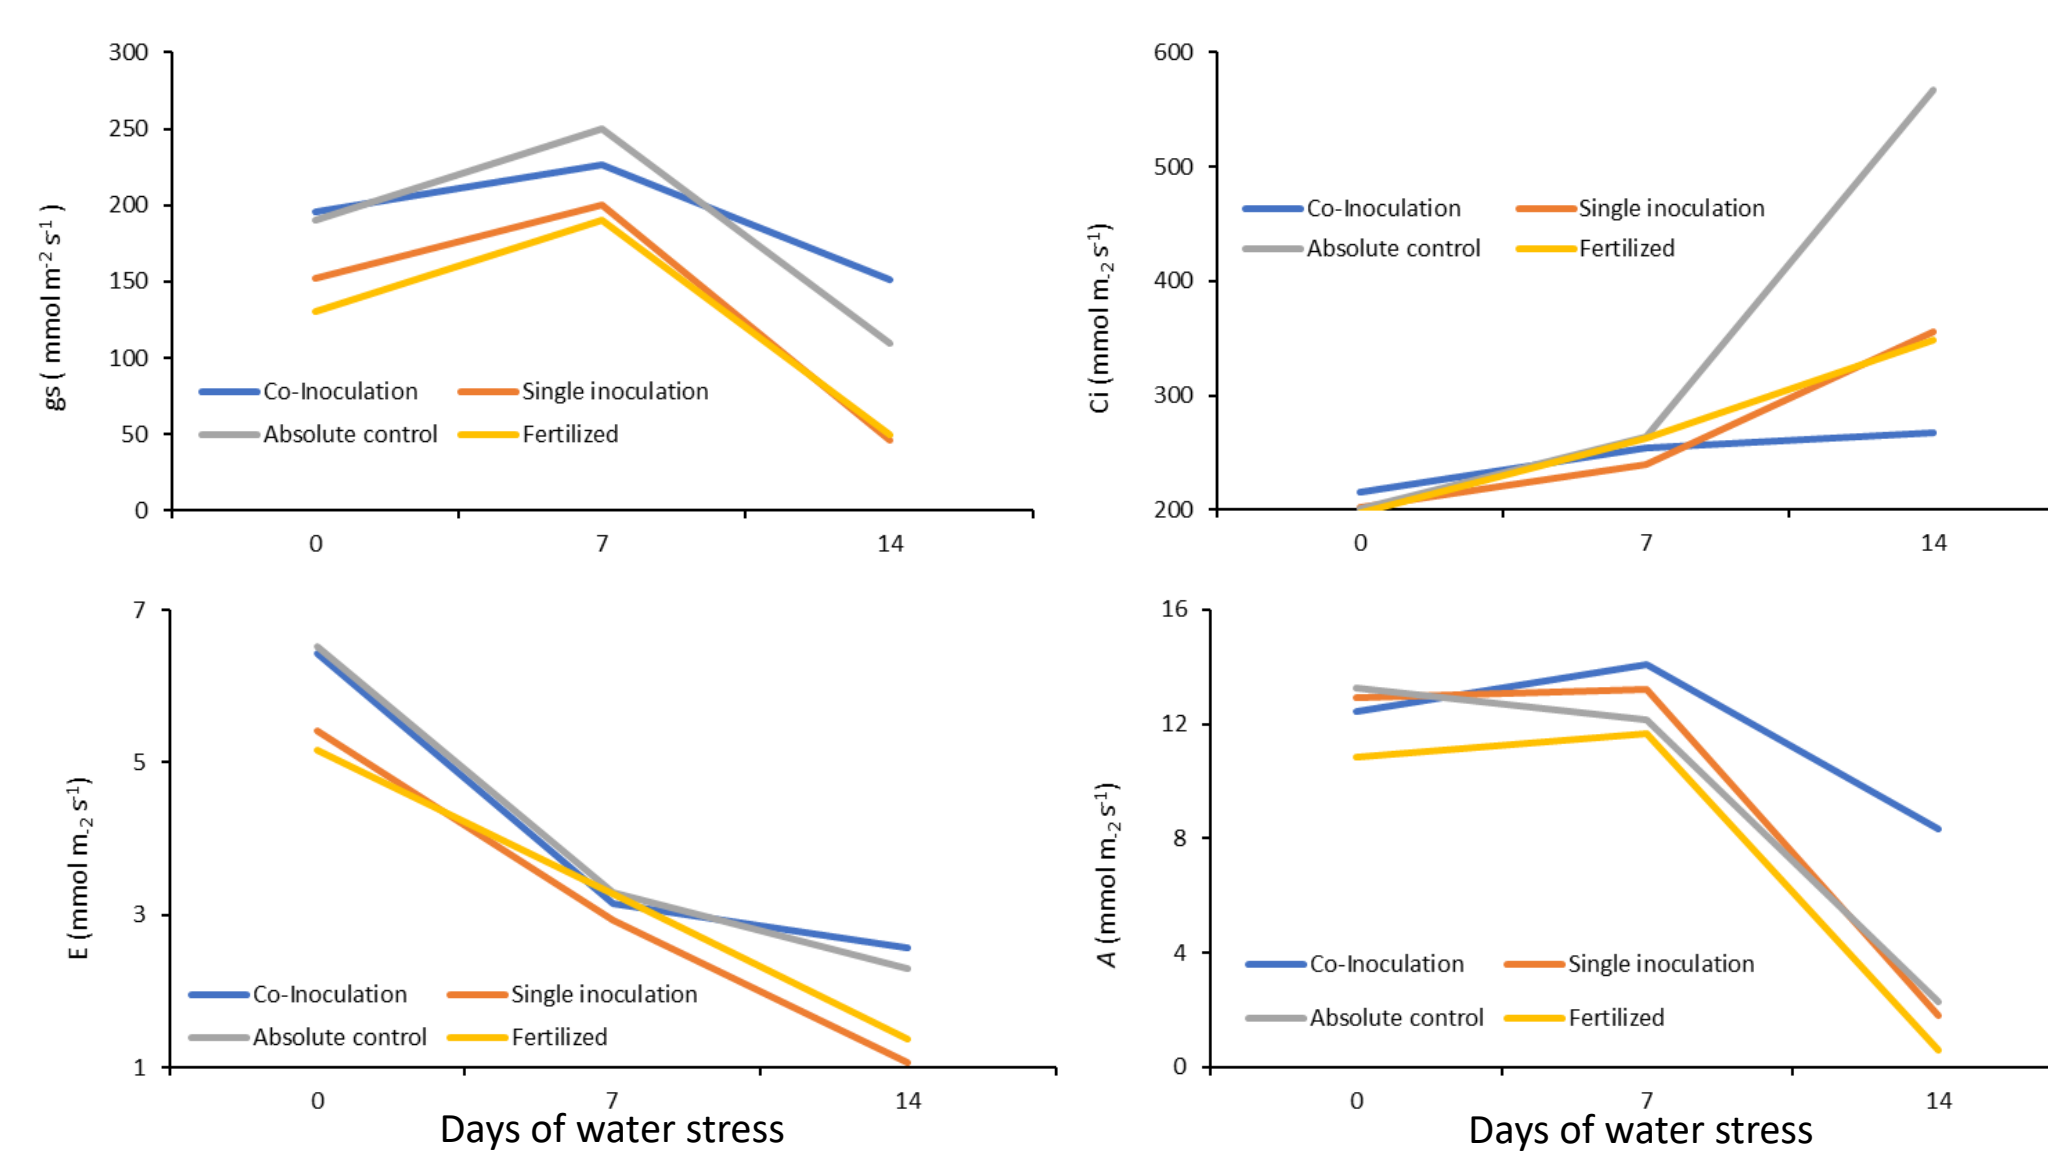 300
250
200
150
100
50
0
gs ( mmol m⁻² s⁻¹ )
Co-Inoculation Single inoculation
Absolute control Fertilized
0 7 14
600
500
400
300
200
Ci (mmol m₋₂ s⁻¹)
Co-Inoculation Single inoculation
Absolute control Fertilized
0 7 14
7
5
3
1
E (mmol m₋₂ s⁻¹)
Co-Inoculation Single inoculation
Absolute control Fertilized
0 7 14
Days of water stress
16
12
8
4
0
A (mmol m₋₂ s⁻¹)
Co-Inoculation Single inoculation
Absolute control Fertilized
0 7 14
Days of water stress